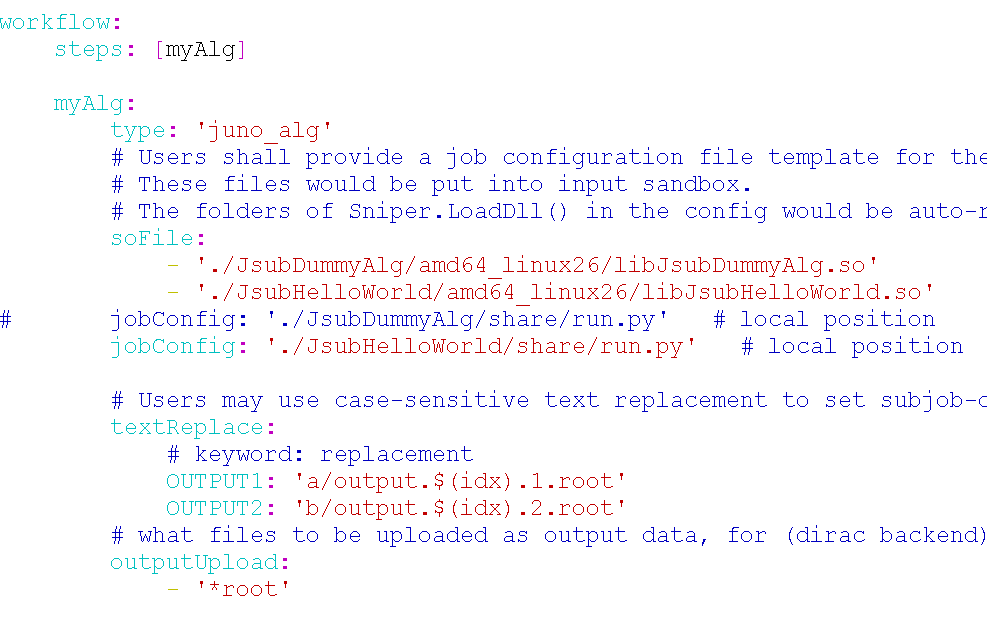 workflow:
    steps: [myAlg]

    myAlg:
        type: 'juno_alg'
        # Users shall provide a job configuration file template for the
        # These files would be put into input sandbox.
        # The folders of Sniper.LoadDll() in the config would be auto-r
        soFile:
            - './JsubDummyAlg/amd64_linux26/libJsubDummyAlg.so'
            - './JsubHelloWorld/amd64_linux26/libJsubHelloWorld.so'
#       jobConfig: './JsubDummyAlg/share/run.py'   # local position
        jobConfig: './JsubHelloWorld/share/run.py'   # local position

        # Users may use case-sensitive text replacement to set subjob-c
        textReplace:
            # keyword: replacement
            OUTPUT1: 'a/output.$(idx).1.root'
            OUTPUT2: 'b/output.$(idx).2.root'
        # what files to be uploaded as output data, for (dirac backend)
        outputUpload:
            - '*root'